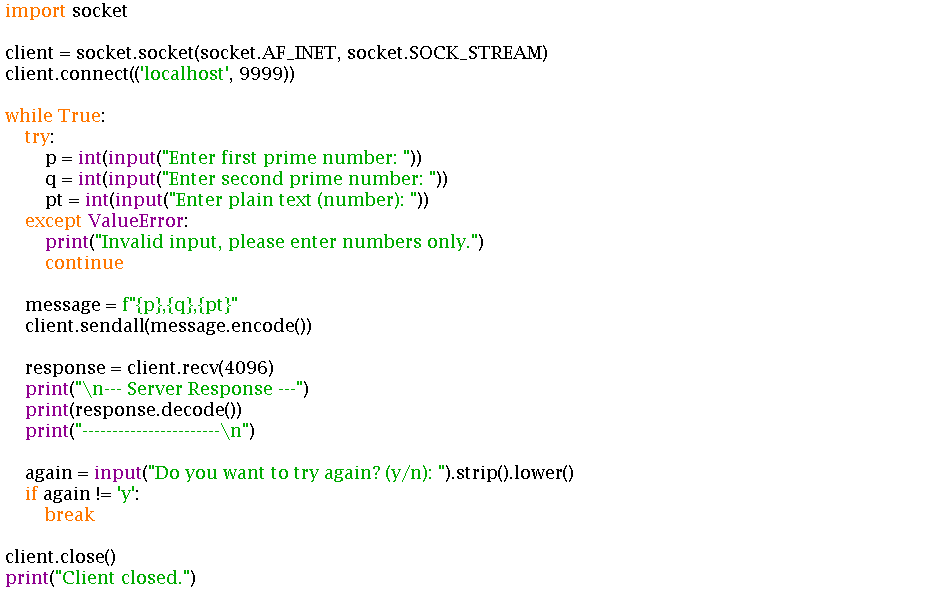 import socket

client = socket.socket(socket.AF_INET, socket.SOCK_STREAM)
client.connect(('localhost', 9999))

while True:
    try:
        p = int(input("Enter first prime number: "))
        q = int(input("Enter second prime number: "))
        pt = int(input("Enter plain text (number): "))
    except ValueError:
        print("Invalid input, please enter numbers only.")
        continue

    message = f"{p},{q},{pt}"
    client.sendall(message.encode())

    response = client.recv(4096)
    print("\n--- Server Response ---")
    print(response.decode())
    print("-----------------------\n")

    again = input("Do you want to try again? (y/n): ").strip().lower()
    if again != 'y':
        break

client.close()
print("Client closed.")